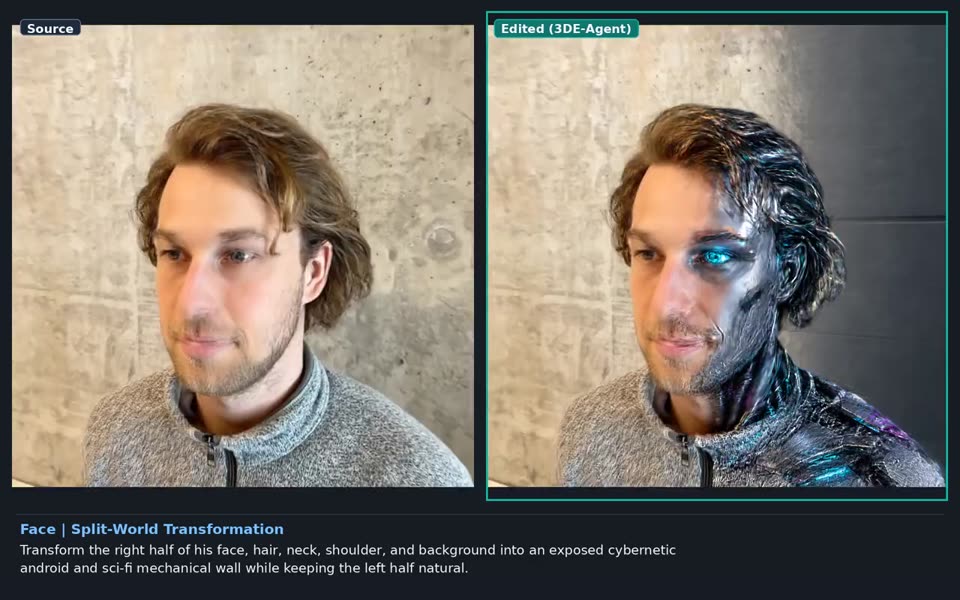 Source
Edited (3DE-Agent)
Face | Split-World Transformation
Transform the right half of his face, hair, neck, shoulder, and background into an exposed cybernetic
android and sci-fi mechanical wall while keeping the left half natural.